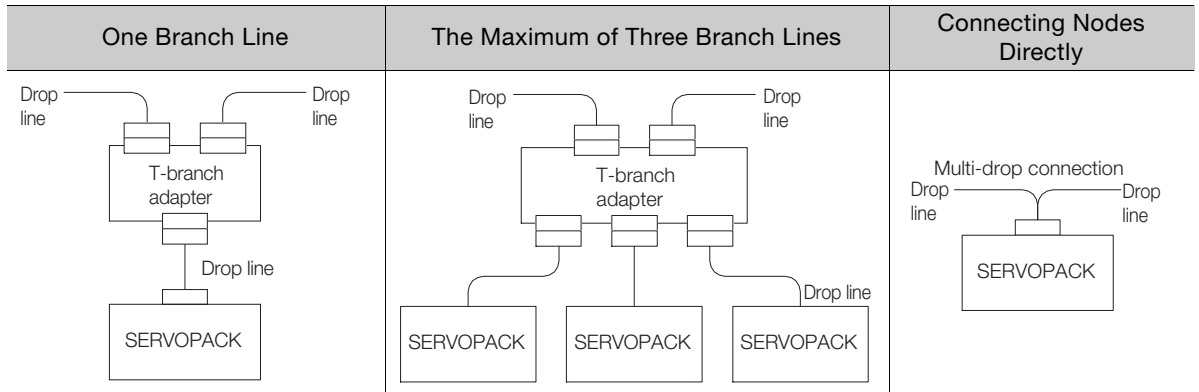 One Branch Line
The Maximum of Three Branch Lines
Connecting Nodes
Directly
Drop
line
Drop
line
T-branch
adapter
Drop line
SERVOPACK
Drop
line
Drop
line
T-branch
adapter
Drop line
SERVOPACK
SERVOPACK
SERVOPACK
Multi-drop connection
Drop
line
Drop
line
SERVOPACK